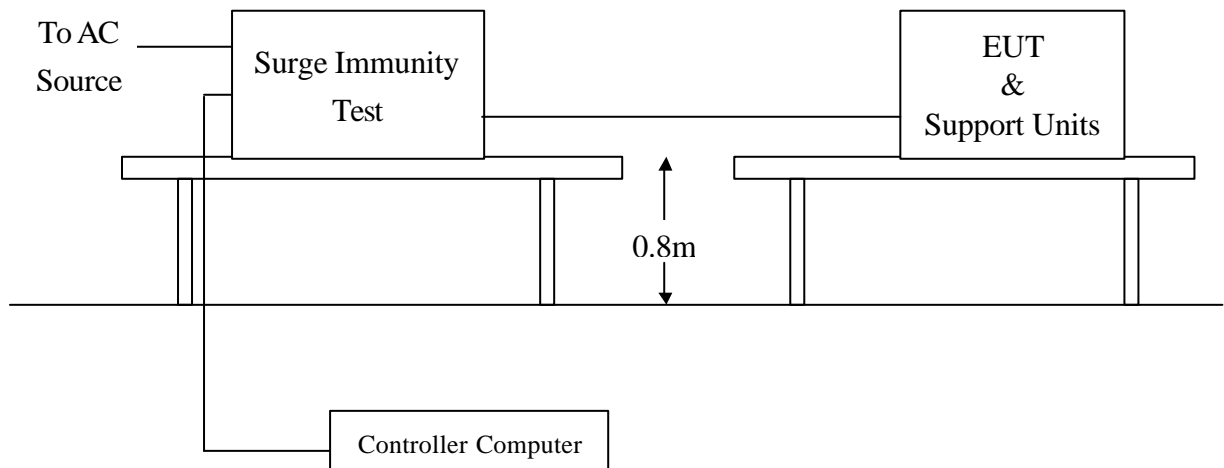 To AC
Source
Surge Immunity
Test
EUT
&
Support Units
0.8m
Controller Computer